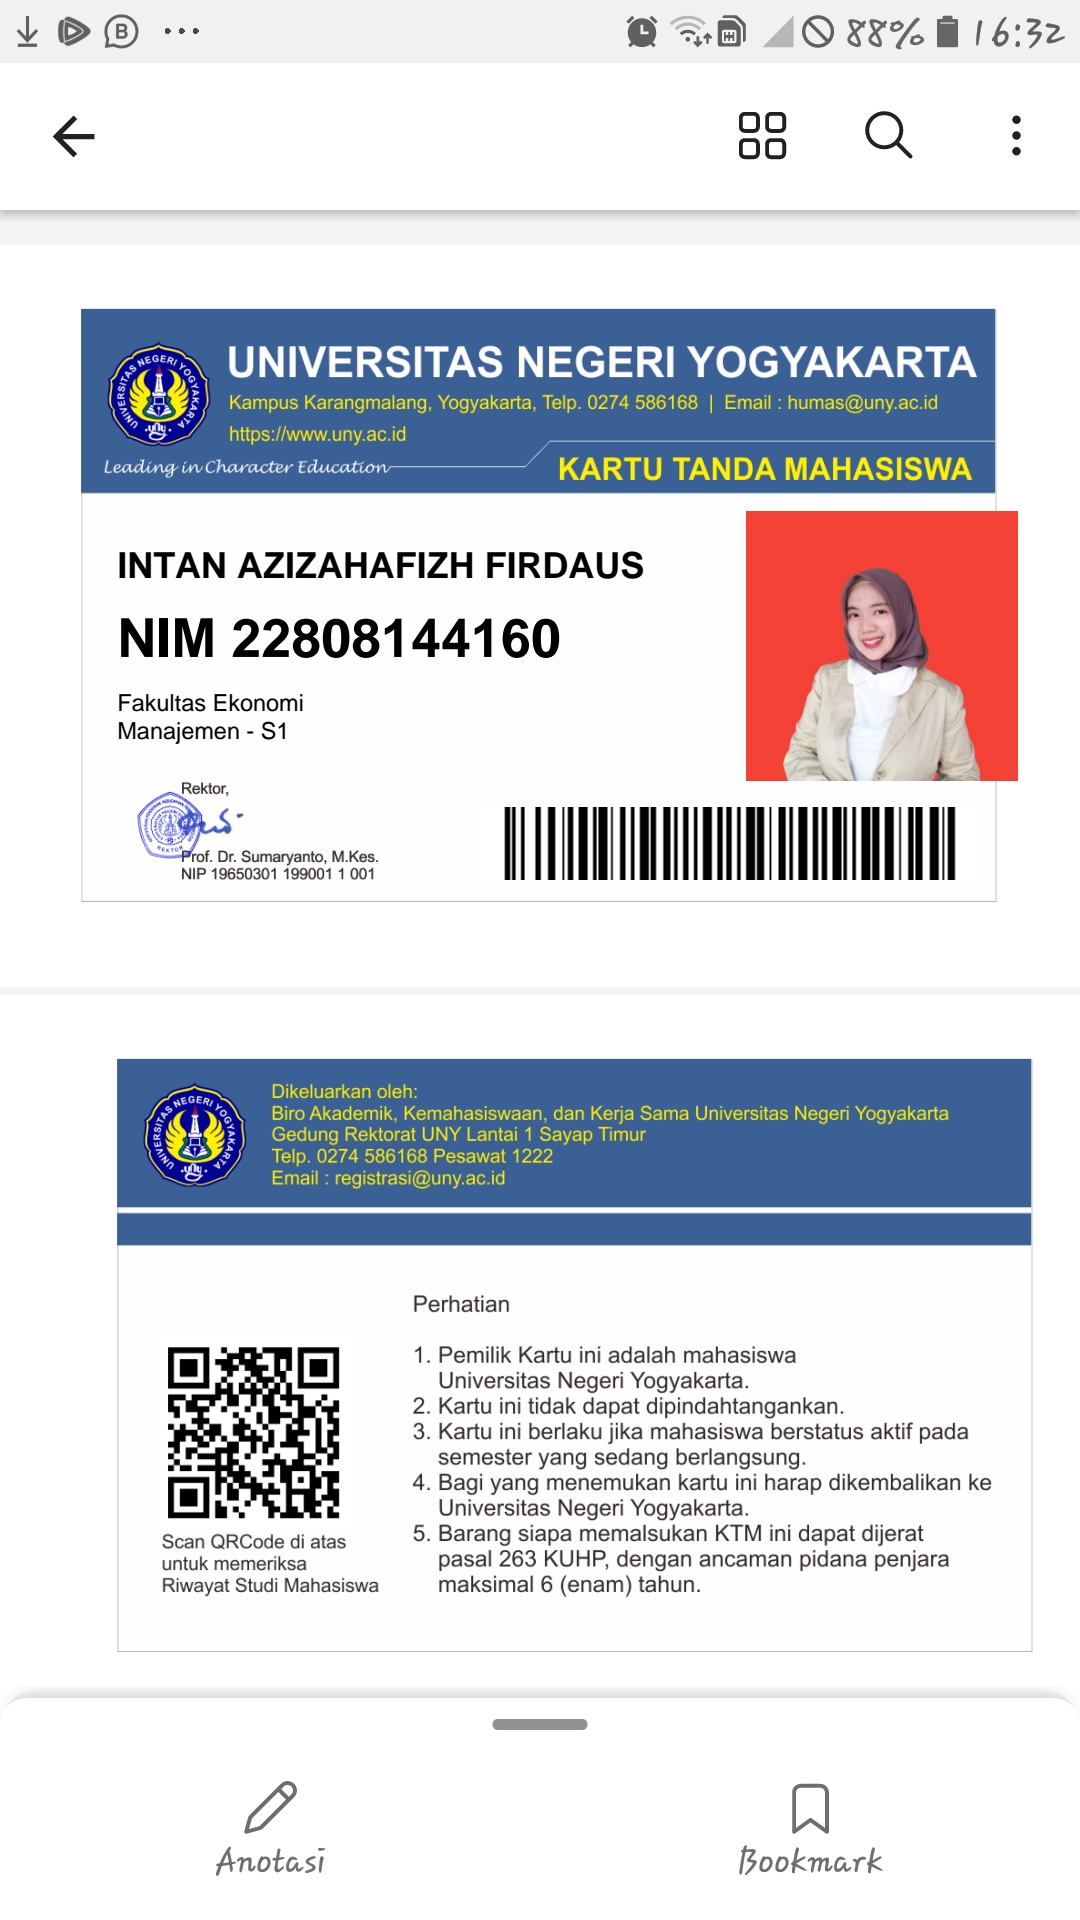 88% 16:32
UNIVERSITAS NEGERI YOGYAKARTA
UNIVERSITAS NEGERI YOGYAKARTA
Kampus Karangmalang, Yogyakarta, Telp. 0274 586168 | Email : humas@uny.ac.id
https://www.uny.ac.id
Leading in Character Education
KARTU TANDA MAHASISWA
INTAN AZIZAHAFIZH FIRDAUS
NIM 22808144160
Fakultas Ekonomi
Manajemen - S1
Rektor,
REKTOR
Prof. Dr. Sumaryanto, M.Kes.
NIP 19650301 199001 1 001
UNIVERSITAS NEGERI YOGYAKARTA
Dikeluarkan oleh:
Biro Akademik, Kemahasiswaan, dan Kerja Sama Universitas Negeri Yogyakarta
Gedung Rektorat UNY Lantai 1 Sayap Timur
Telp. 0274 586168 Pesawat 1222
Email : registrasi@uny.ac.id
Perhatian
1. Pemilik Kartu ini adalah mahasiswa
Universitas Negeri Yogyakarta.
2. Kartu ini tidak dapat dipindahtangankan.
3. Kartu ini berlaku jika mahasiswa berstatus aktif pada
semester yang sedang berlangsung.
4. Bagi yang menemukan kartu ini harap dikembalikan ke
Universitas Negeri Yogyakarta.
5. Barang siapa memalsukan KTM ini dapat dijerat
pasal 263 KUHP, dengan ancaman pidana penjara
maksimal 6 (enam) tahun.
Scan QRCode di atas
untuk memeriksa
Riwayat Studi Mahasiswa
Anotasi
Bookmark